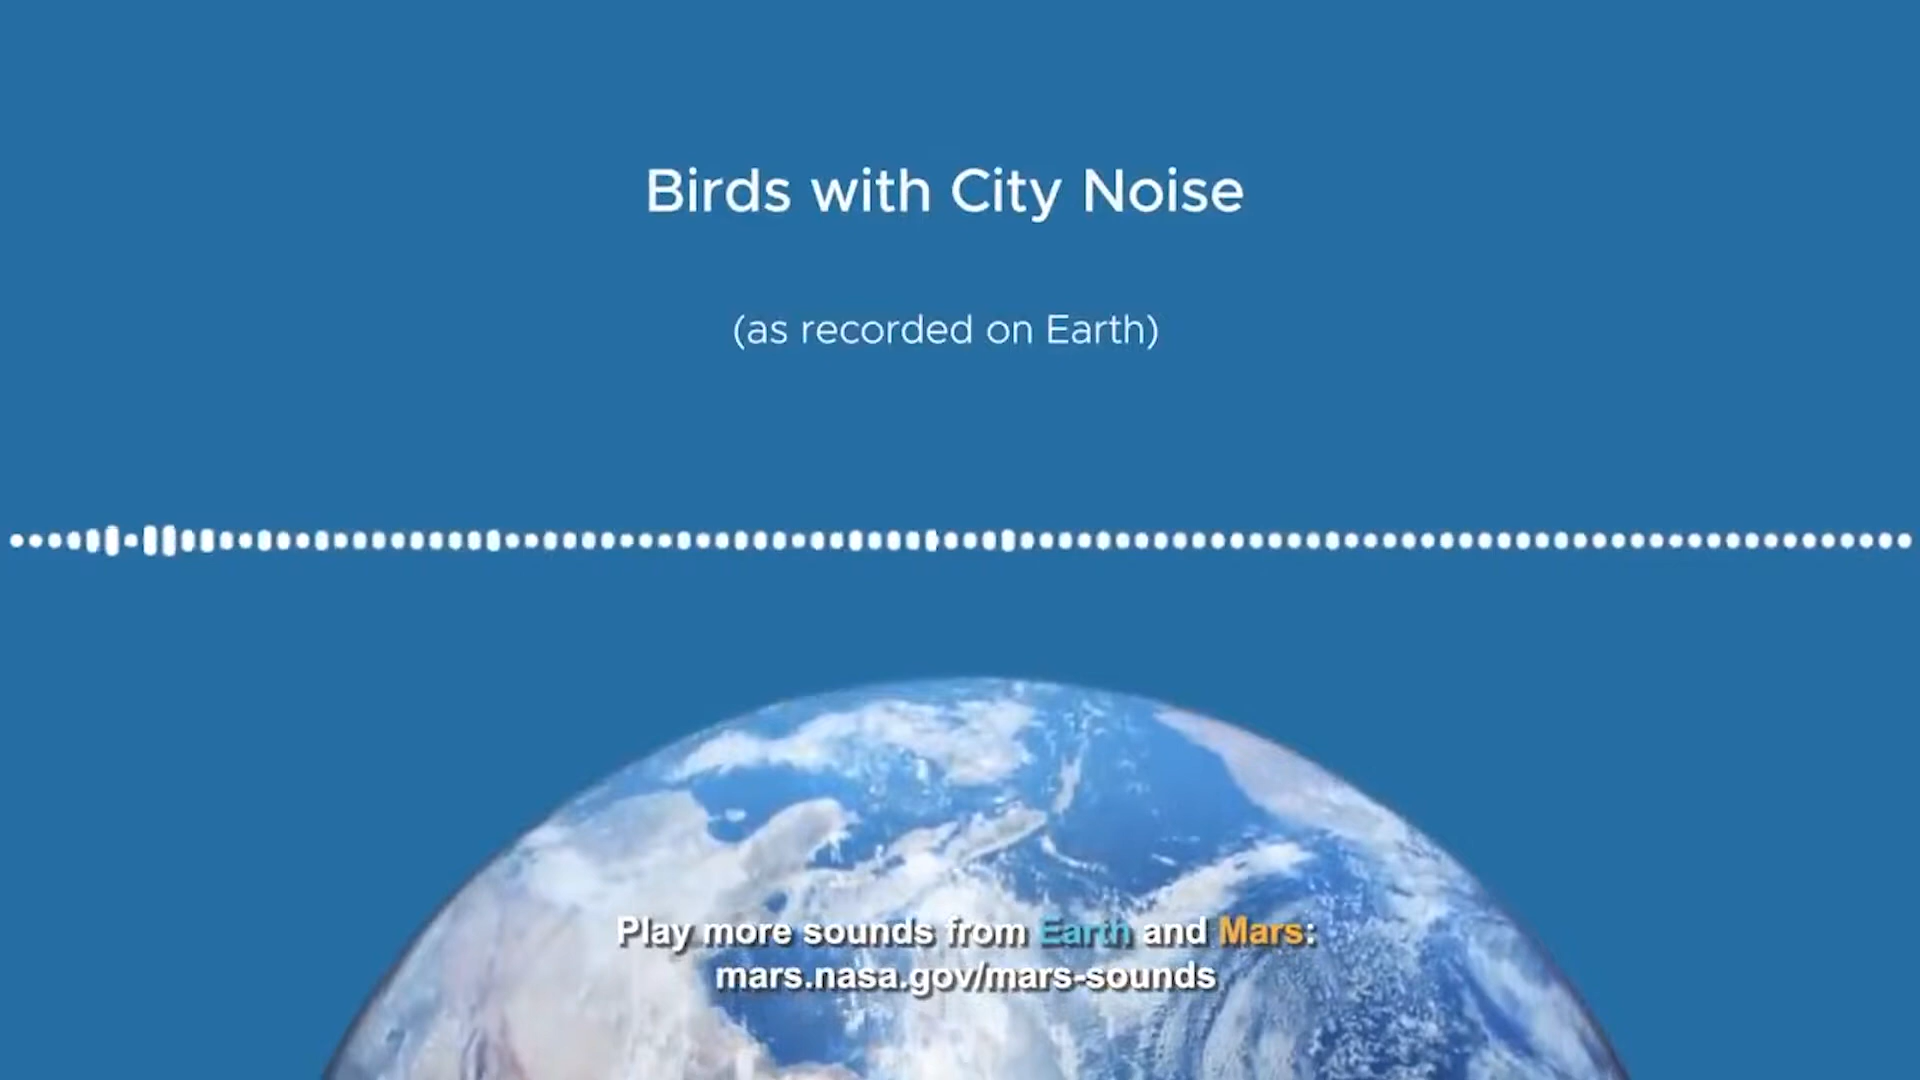 Birds with City Noise
(as recorded on Earth)
Play more sounds from Earth and Mars:
mars.nasa.gov/mars-sounds